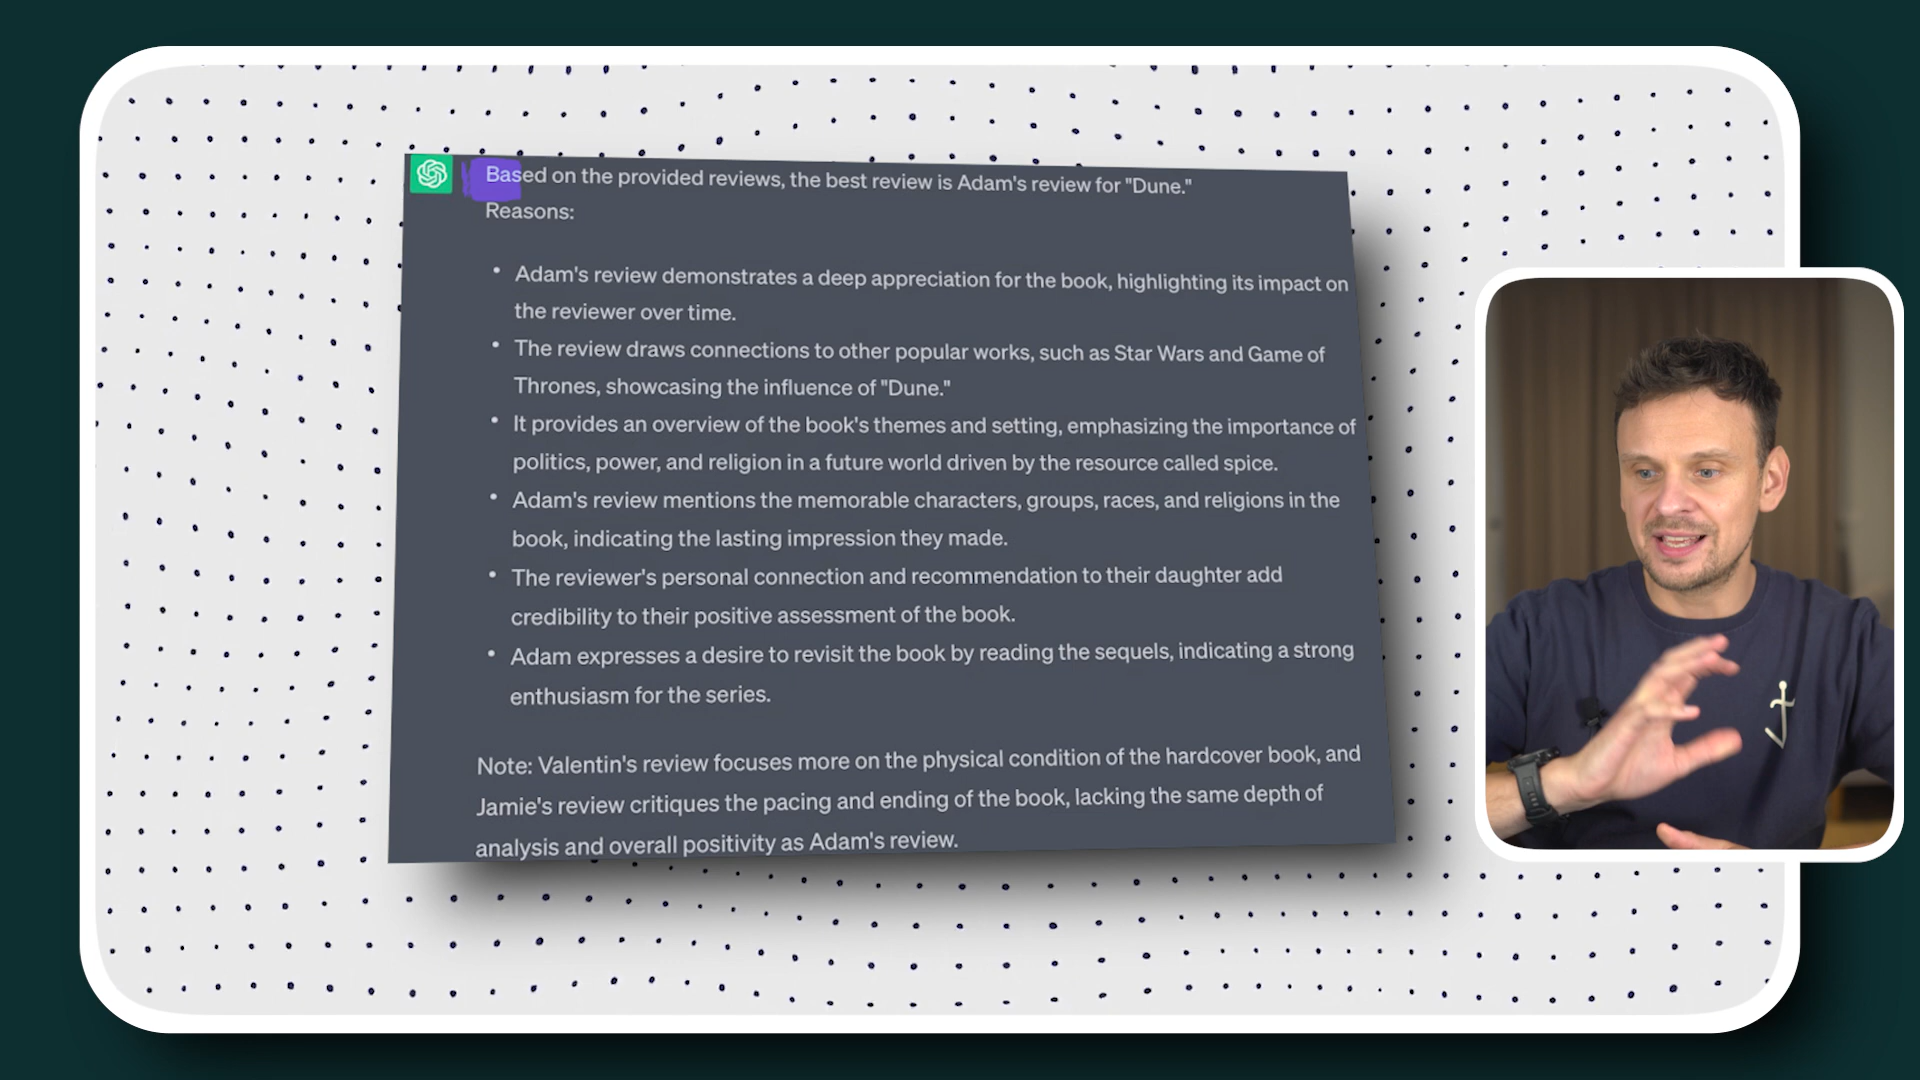 Based on the provided reviews, the best review is Adam's review for "Dune."
Reasons:
• Adam's review demonstrates a deep appreciation for the book, highlighting its impact on
the reviewer over time.
• The review draws connections to other popular works, such as Star Wars and Game of
Thrones, showcasing the influence of "Dune."
• It provides an overview of the book's themes and setting, emphasizing the importance of
politics, power, and religion in a future world driven by the resource called spice.
• Adam's review mentions the memorable characters, groups, races, and religions in the
book, indicating the lasting impression they made.
• The reviewer's personal connection and recommendation to their daughter add
credibility to their positive assessment of the book.
• Adam expresses a desire to revisit the book by reading the sequels, indicating a strong
enthusiasm for the series.
Note: Valentin's review focuses more on the physical condition of the hardcover book, and
Jamie's review critiques the pacing and ending of the book, lacking the same depth of
analysis and overall positivity as Adam's review.